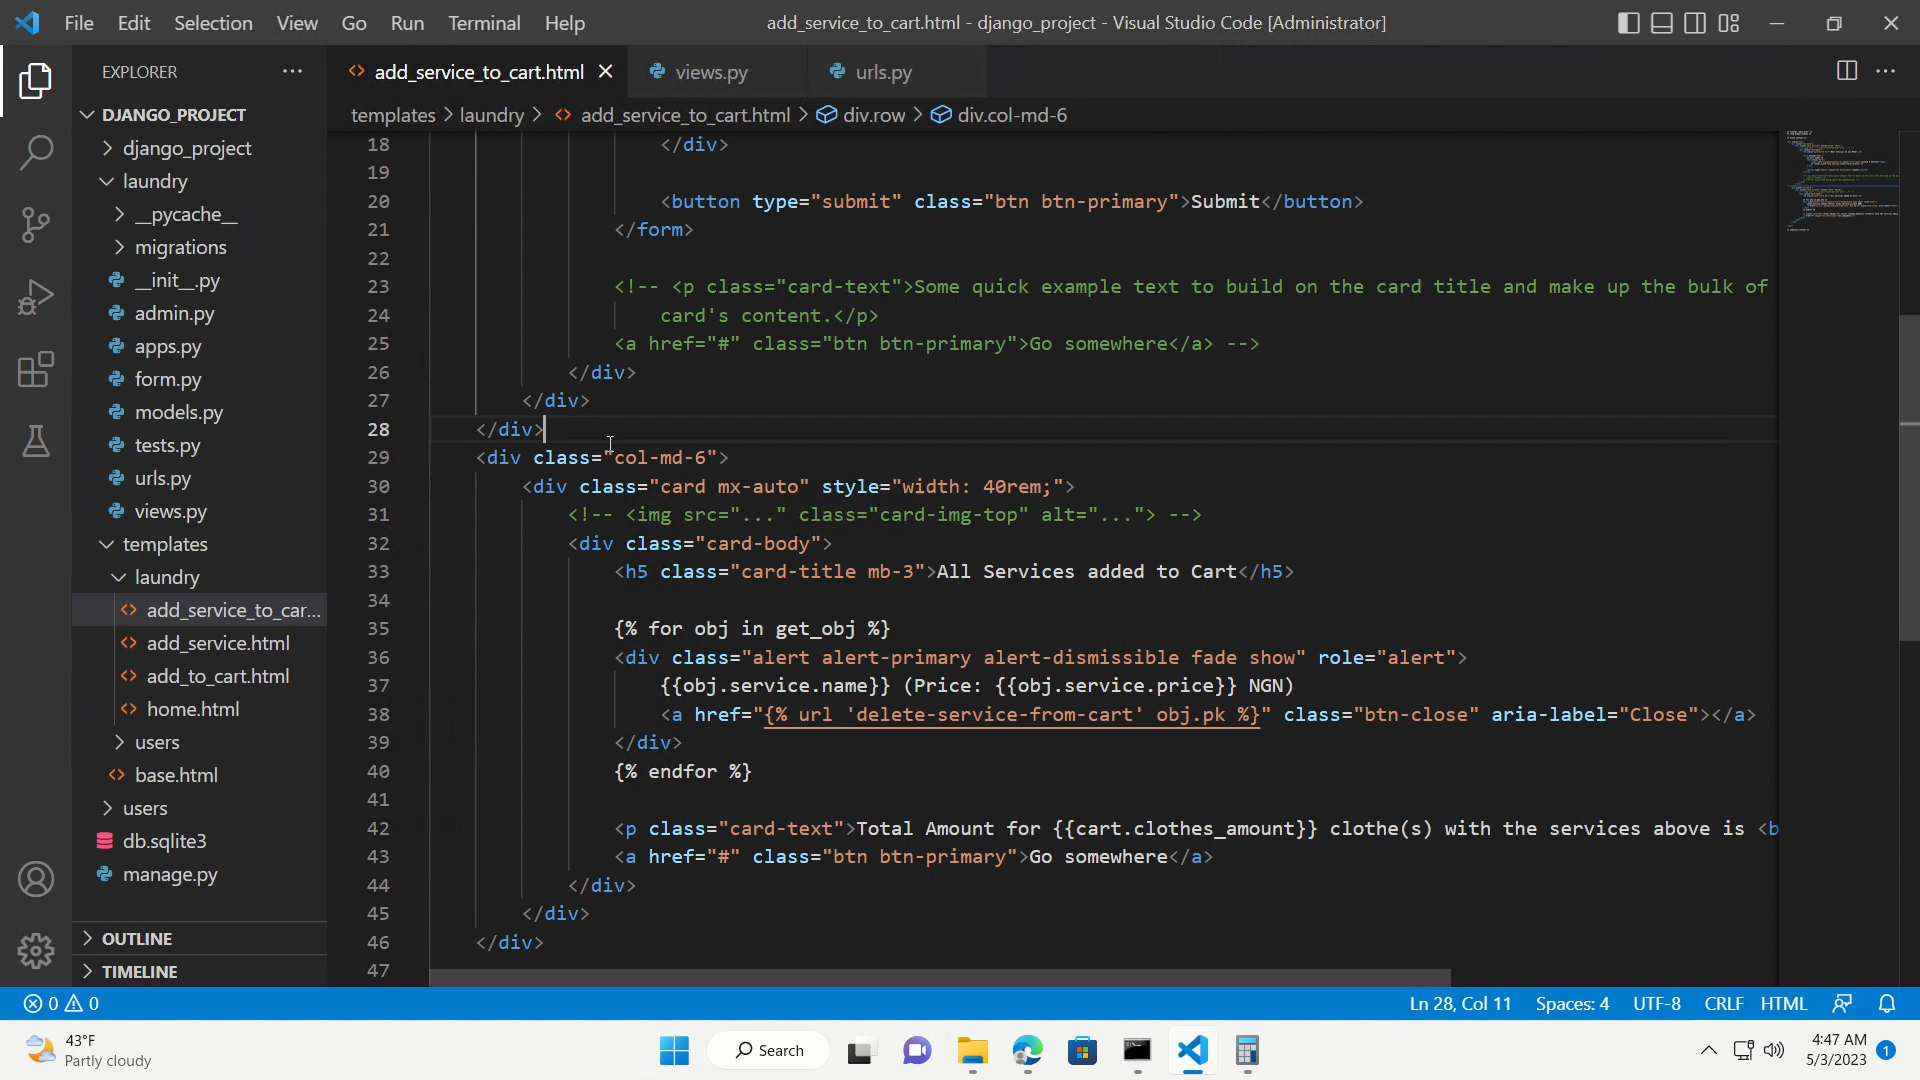 File Edit Selection View Go Run Terminal Help
add_service_to_cart.html - django_project - Visual Studio Code [Administrator]
EXPLORER
DJANGO_PROJECT
django_project
laundry
__pycache__
migrations
__init__.py
admin.py
apps.py
form.py
models.py
tests.py
urls.py
views.py
templates
laundry
add_service_to_car...
add_service.html
add_to_cart.html
home.html
users
base.html
users
db.sqlite3
manage.py
OUTLINE
TIMELINE
add_service_to_cart.html views.py urls.py
templates > laundry > add_service_to_cart.html > div.row > div.col-md-6
18 </div>
19
20 <button type="submit" class="btn btn-primary">Submit</button>
21 </form>
22
23 <!-- <p class="card-text">Some quick example text to build on the card title and make up the bulk of
24 card's content.</p>
25 <a href="#" class="btn btn-primary">Go somewhere</a> -->
26 </div>
27 </div>
28 </div>
29 <div class="col-md-6">
30 <div class="card mx-auto" style="width: 40rem;">
31 <!-- <img src="..." class="card-img-top" alt="..."> -->
32 <div class="card-body">
33 <h5 class="card-title mb-3">All Services added to Cart</h5>
34
35 {% for obj in get_obj %}
36 <div class="alert alert-primary alert-dismissible fade show" role="alert">
37 {{obj.service.name}} (Price: {{obj.service.price}} NGN)
38 <a href="{% url 'delete-service-from-cart' obj.pk %}" class="btn-close" aria-label="Close"></a>
39 </div>
40 {% endfor %}
41
42 <p class="card-text">Total Amount for {{cart.clothes_amount}} clothe(s) with the services above is <b
43 <a href="#" class="btn btn-primary">Go somewhere</a>
44 </div>
45 </div>
46 </div>
47
0 0
Ln 28, Col 11 Spaces: 4 UTF-8 CRLF HTML
43°F
Partly cloudy
Search
4:47 AM
5/3/2023
1